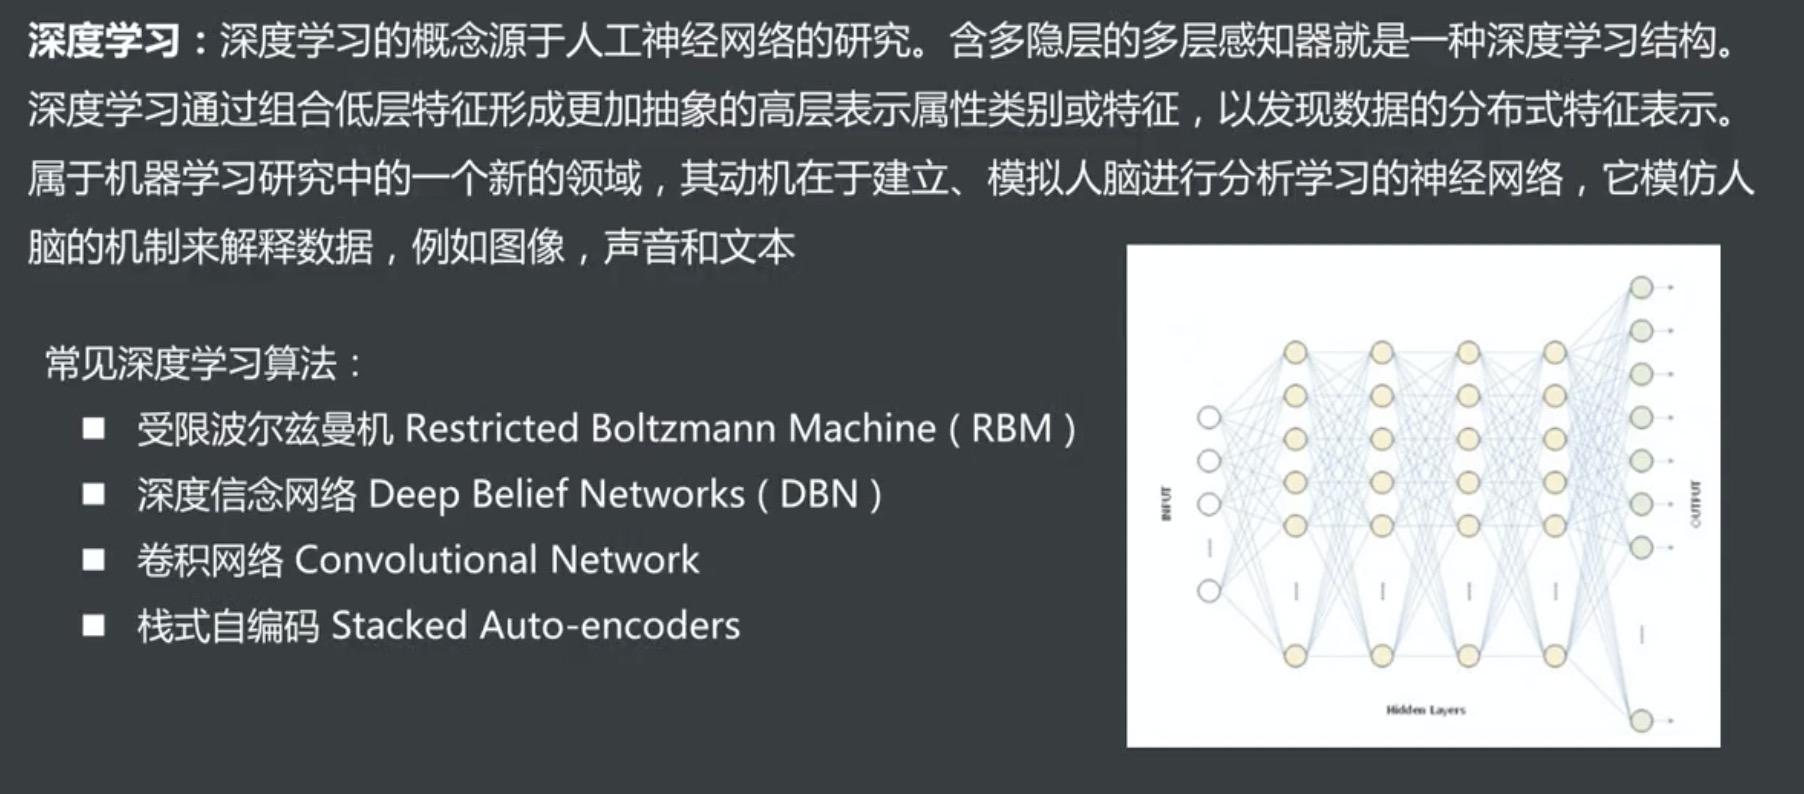 深度学习：深度学习的概念源于人工神经网络的研究。含多隐层的多层感知器就是一种深度学习结构。
深度学习通过组合低层特征形成更加抽象的高层表示属性类别或特征，以发现数据的分布式特征表示。
属于机器学习研究中的一个新的领域，其动机在于建立、模拟人脑进行分析学习的神经网络，它模仿人
脑的机制来解释数据，例如图像，声音和文本
常见深度学习算法：
■ 受限波尔兹曼机 Restricted Boltzmann Machine（RBM）
■ 深度信念网络 Deep Belief Networks（DBN）
■ 卷积网络 Convolutional Network
■ 栈式自编码 Stacked Auto-encoders
INPUT
OUTPUT
Hidden Layers